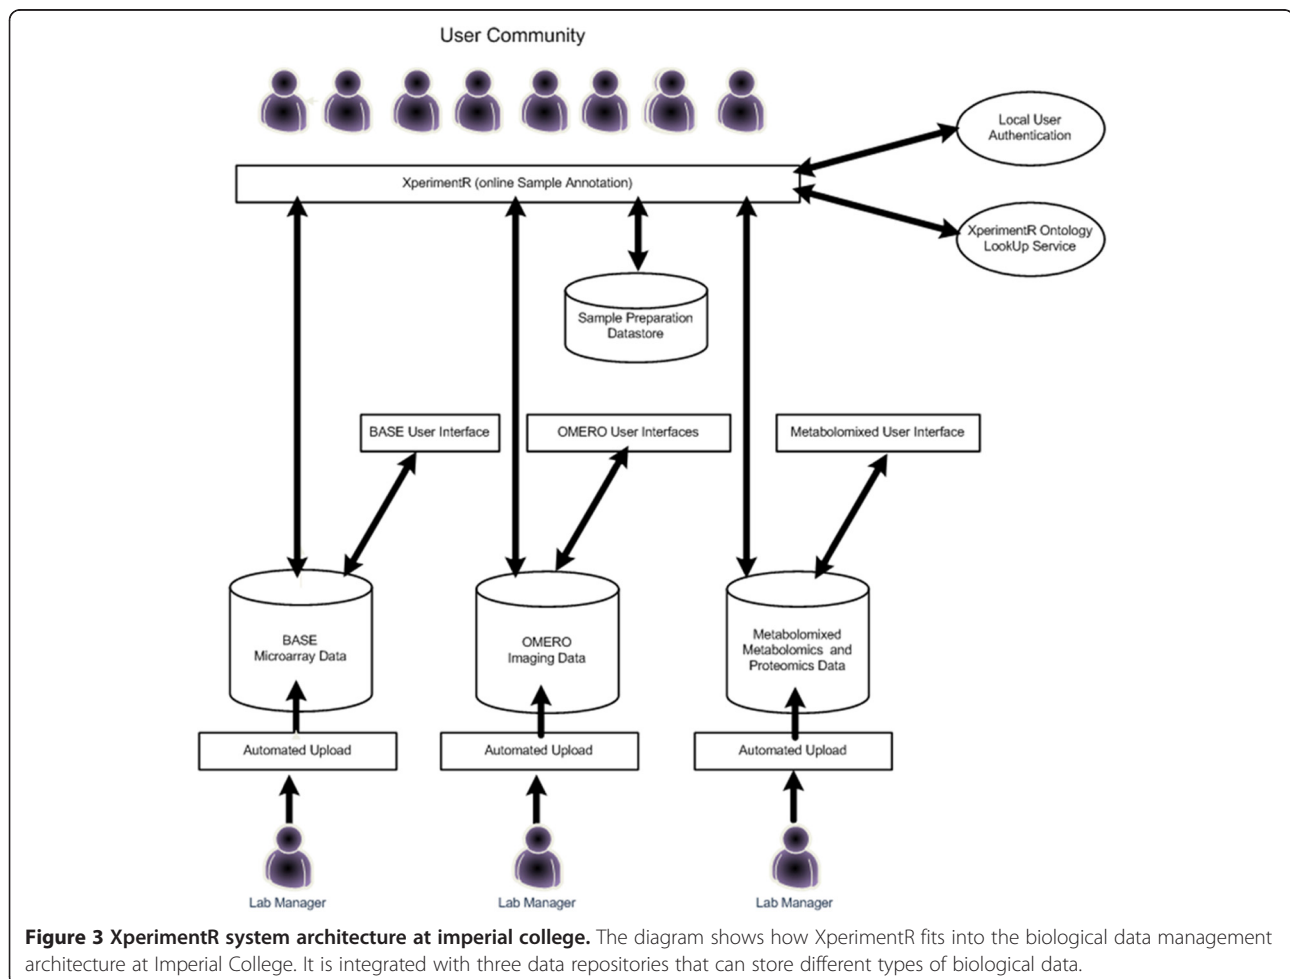 User Community
Local User
Authentication
XperimentR (online Sample Annotation)
XperimentR Ontology
LookUp Service
Sample Preparation
Datastore
BASE User Interface
OMERO User Interfaces
Metabolomixed User Interface
BASE
Microarray Data
OMERO
Imaging Data
Metabolomixed
Metabolomics and
Proteomics Data
Automated Upload
Automated Upload
Automated Upload
Lab Manager
Lab Manager
Lab Manager
Figure 3 XperimentR system architecture at imperial college. The diagram shows how XperimentR fits into the biological data management
architecture at Imperial College. It is integrated with three data repositories that can store different types of biological data.